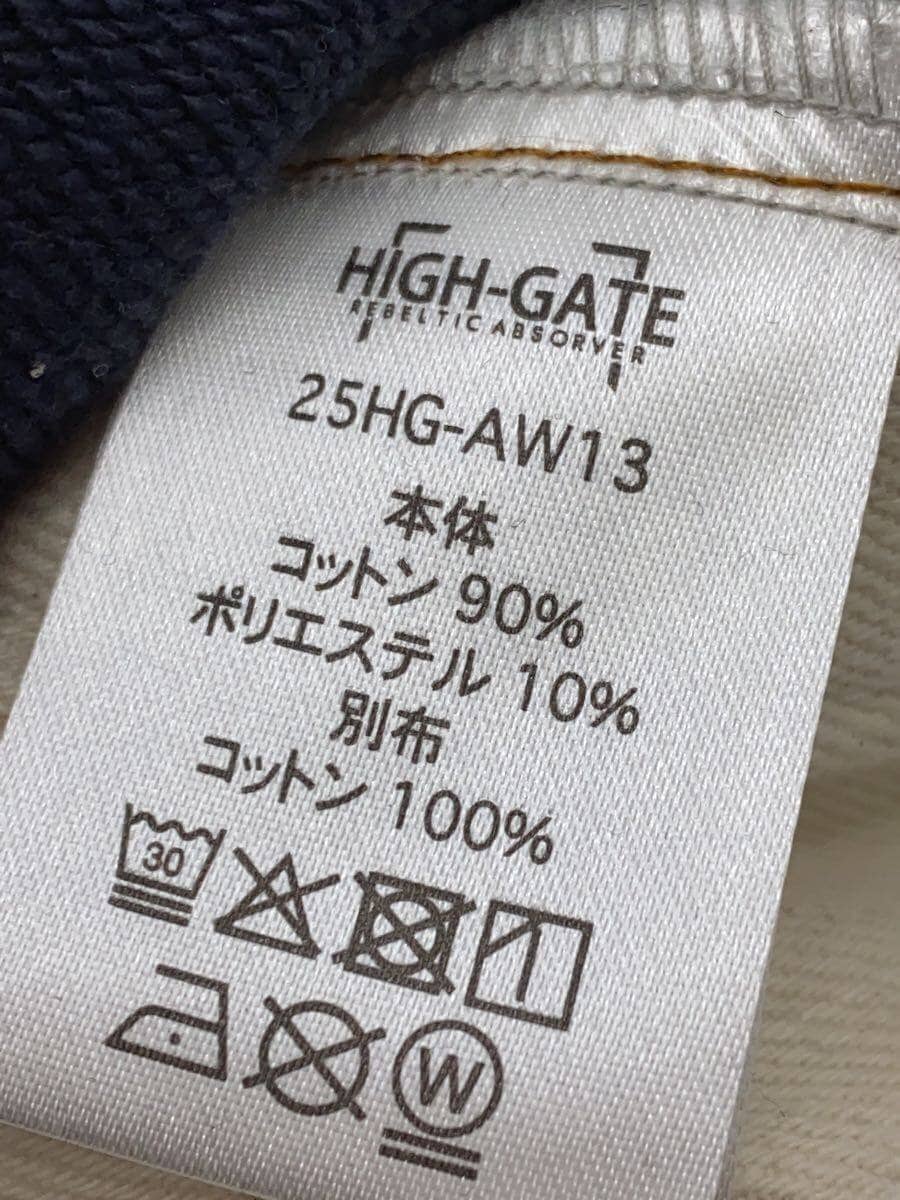 HIGH-GATE
REBELTIC ABSORVER
25HG-AW13
本体
コットン 90%
ポリエステル 10%
別布
コットン 100%
30
W